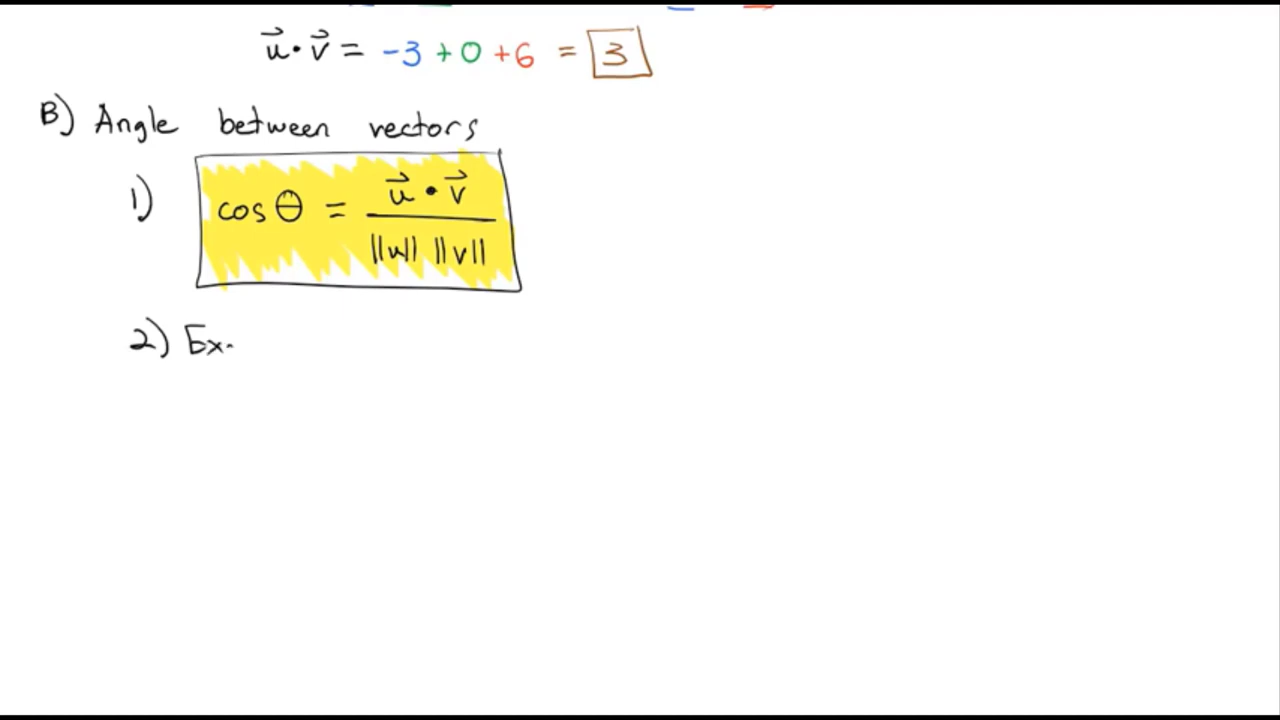 u⃗ • v⃗ = -3 + 0 + 6 = 3
B) Angle between vectors
1) cos θ = u⃗ • v⃗ / ||u|| ||v||
2) Ex.